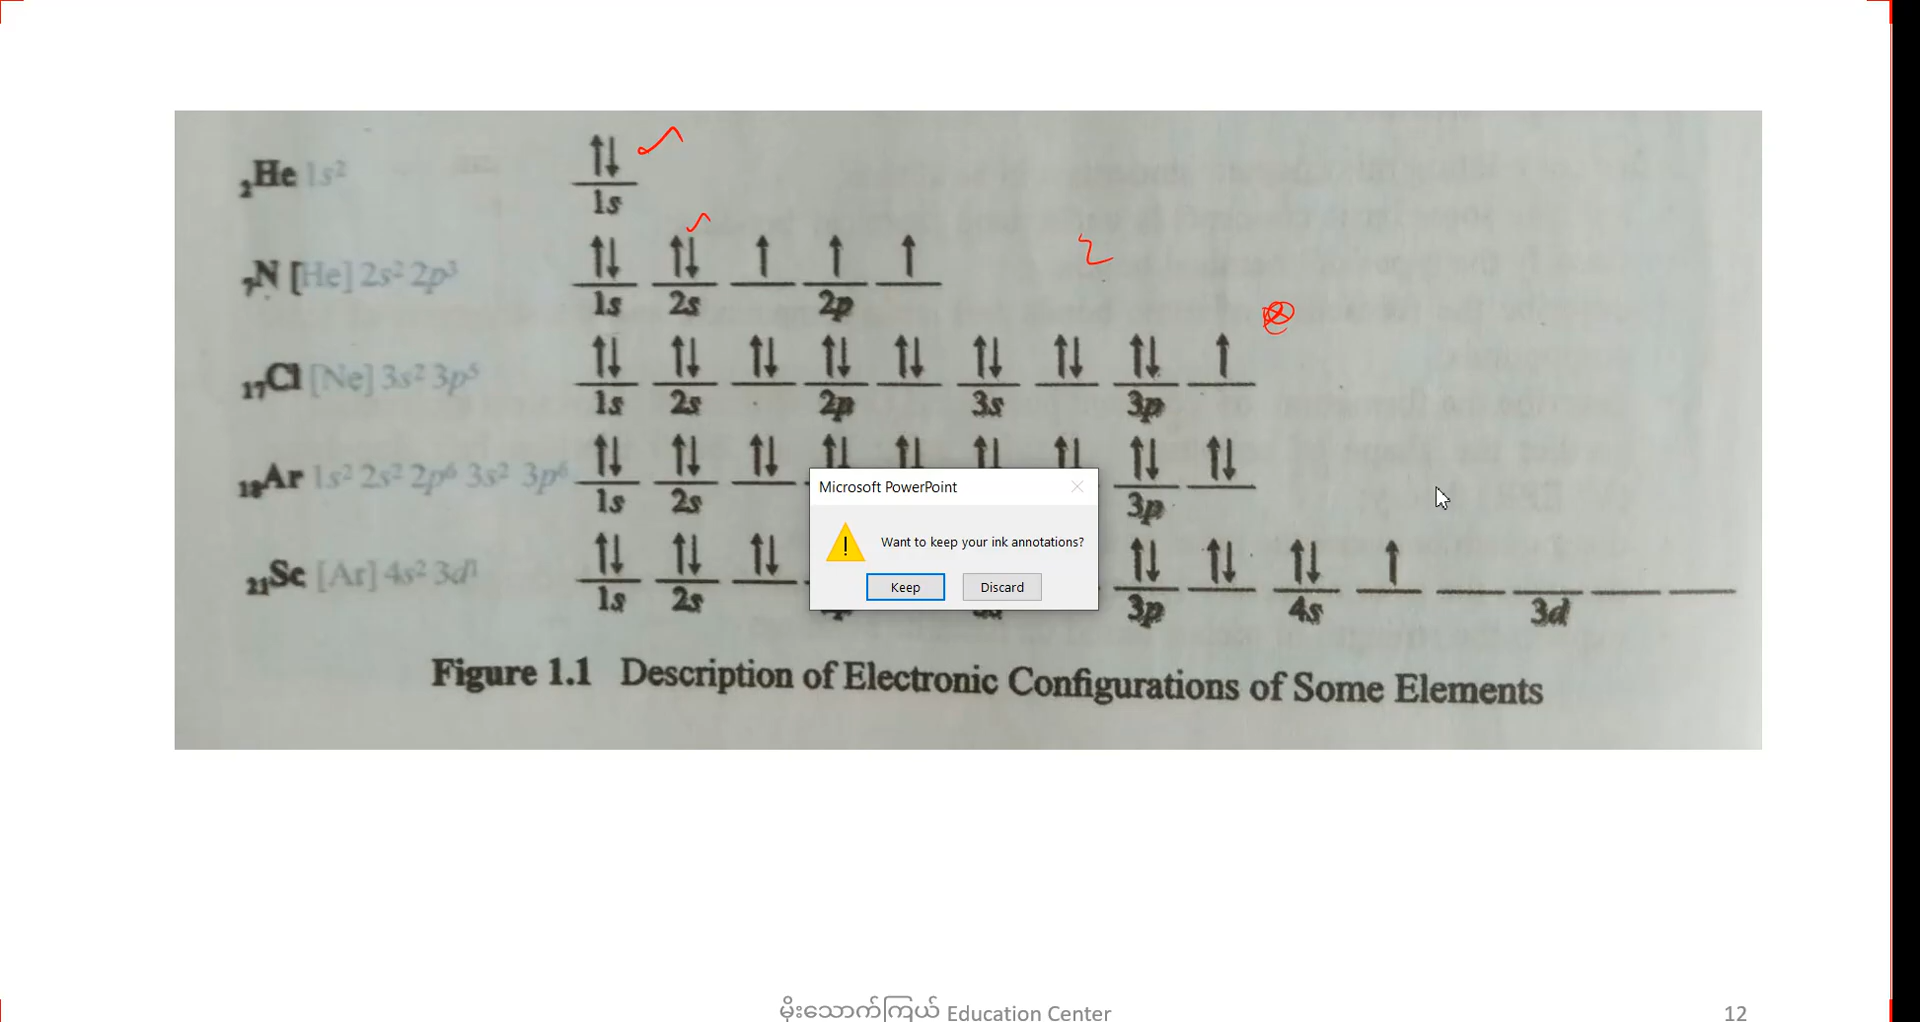 ₂He 1s²
↑↓
1s
₇N [He] 2s² 2p³
↑↓ ↑↓ ↑ ↑ ↑
1s 2s 2p
₁₇Cl [Ne] 3s² 3p⁵
↑↓ ↑↓ ↑↓ ↑↓ ↑↓ ↑↓ ↑↓ ↑↓ ↑
1s 2s 2p 3s 3p
₁₈Ar 1s² 2s² 2p⁶ 3s² 3p⁶
↑↓ ↑↓ ↑↓ ↑↓ ↑↓ ↑↓ ↑↓ ↑↓ ↑↓
1s 2s 3p
₂₁Sc [Ar] 4s² 3d¹
↑↓ ↑↓ ↑↓ ↑↓ ↑↓ ↑↓ ↑
1s 2s 3p 4s 3d
Microsoft PowerPoint
Want to keep your ink annotations?
Keep Discard
Figure 1.1 Description of Electronic Configurations of Some Elements
မိုးသောက်ကြယ် Education Center
12